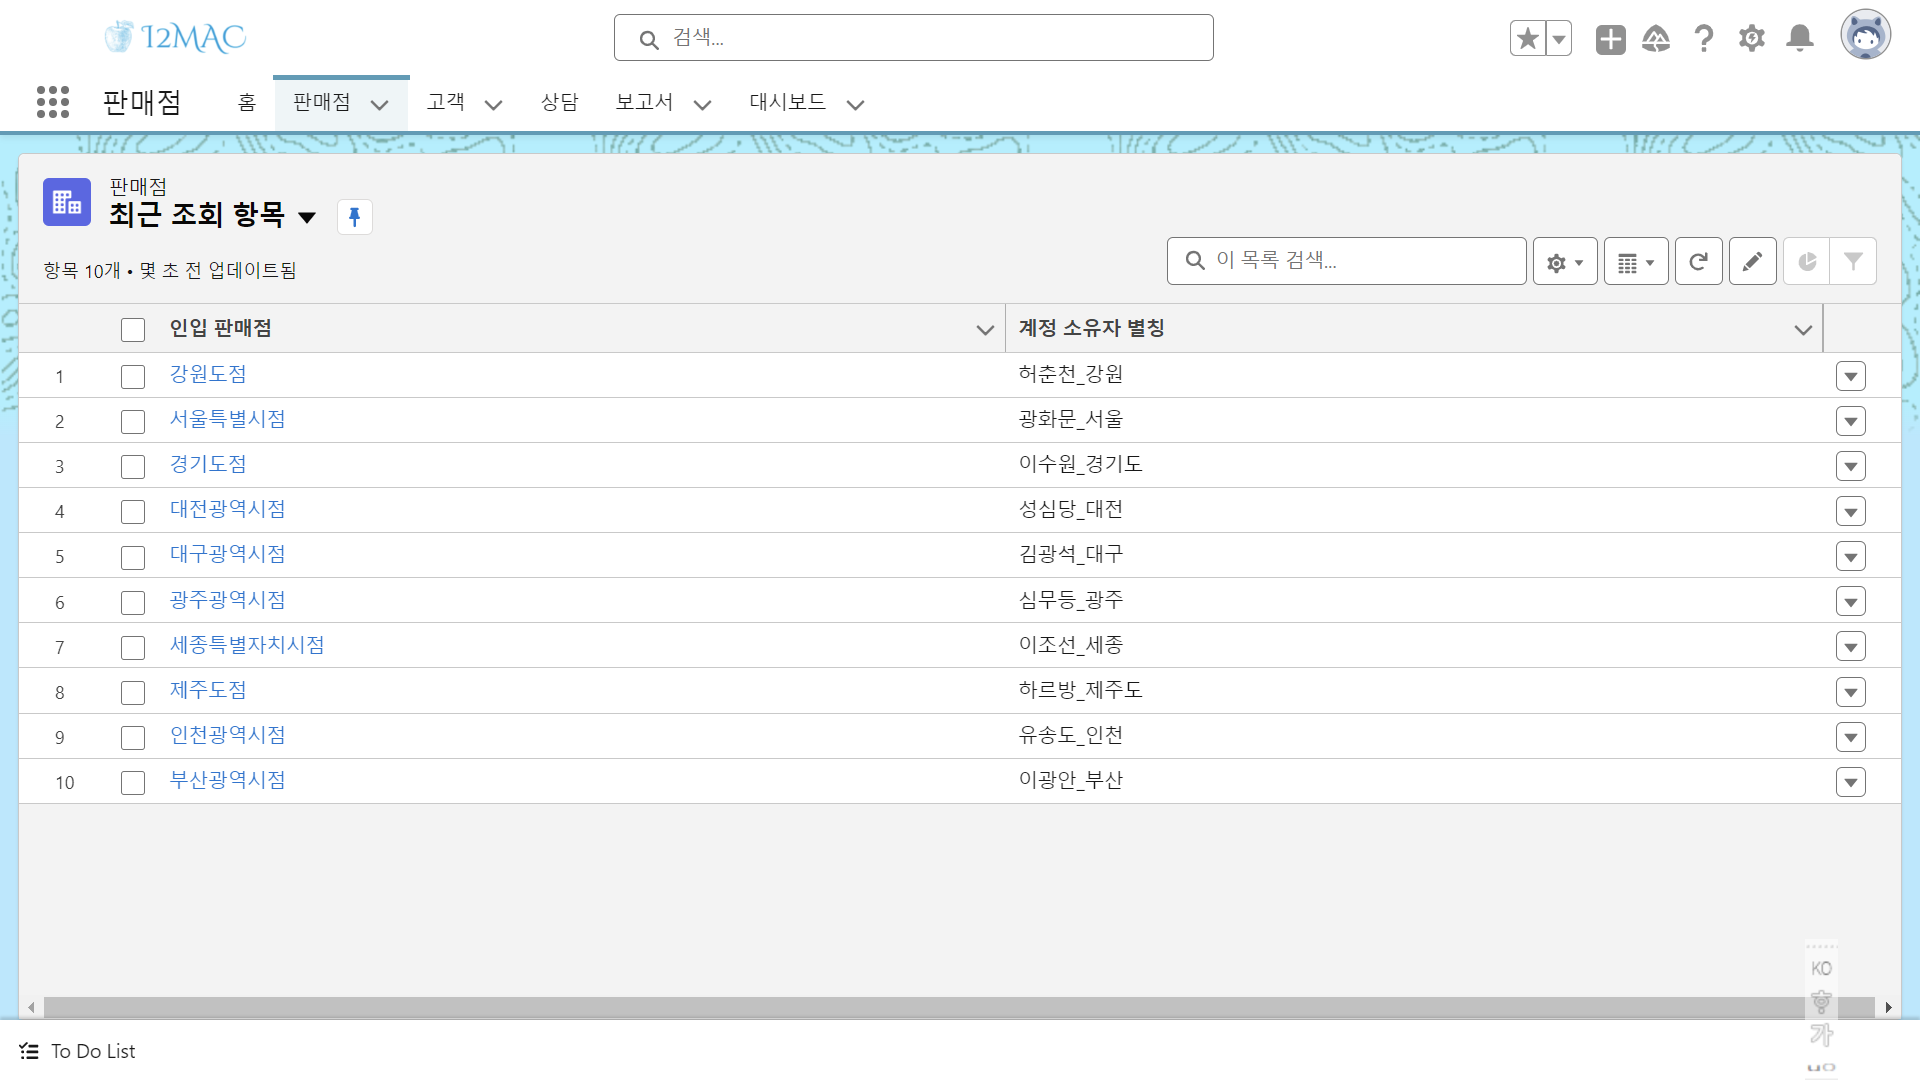 I2MAC
검색...
판매점
홈
판매점
고객
상담
보고서
대시보드
판매점
최근 조회 항목
항목 10개 • 몇 초 전 업데이트됨
이 목록 검색...
인입 판매점
계정 소유자 별칭
1 강원도점 허춘천_강원
2 서울특별시점 광화문_서울
3 경기도점 이수원_경기도
4 대전광역시점 성심당_대전
5 대구광역시점 김광석_대구
6 광주광역시점 심무등_광주
7 세종특별자치시점 이조선_세종
8 제주도점 하르방_제주도
9 인천광역시점 유송도_인천
10 부산광역시점 이광안_부산
KO
가
To Do List